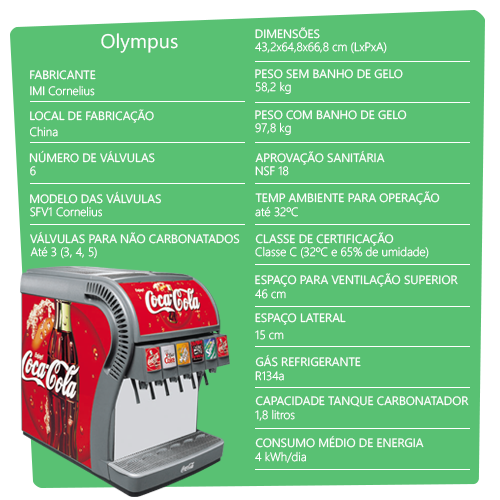 Olympus
FABRICANTE
IMI Cornelius
LOCAL DE FABRICAÇÃO
China
NÚMERO DE VÁLVULAS
6
MODELO DAS VÁLVULAS
SFV1 Cornelius
VÁLVULAS PARA NÃO CARBONATADOS
Até 3 (3, 4, 5)
DIMENSÕES
43,2x64,8x66,8 cm (LxPxA)
PESO SEM BANHO DE GELO
58,2 kg
PESO COM BANHO DE GELO
97,8 kg
APROVAÇÃO SANITÁRIA
NSF 18
TEMP AMBIENTE PARA OPERAÇÃO
até 32ºC
CLASSE DE CERTIFICAÇÃO
Classe C (32ºC e 65% de umidade)
ESPAÇO PARA VENTILAÇÃO SUPERIOR
46 cm
ESPAÇO LATERAL
15 cm
GÁS REFRIGERANTE
R134a
CAPACIDADE TANQUE CARBONATADOR
1,8 litros
CONSUMO MÉDIO DE ENERGIA
4 kWh/dia
Coca-Cola
Coca-Cola